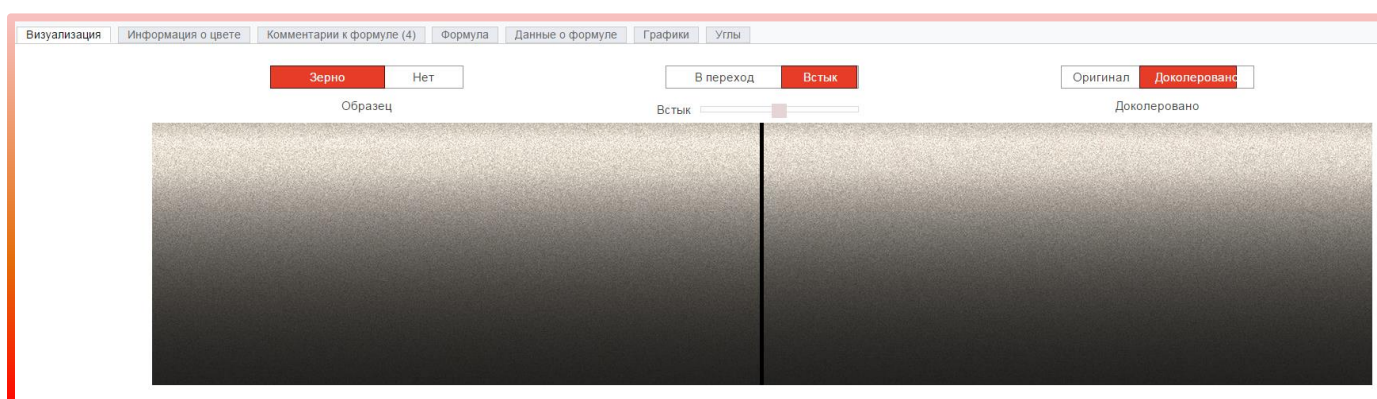 Визуализация Информация о цвете Комментарии к формуле (4) Формула Данные о формуле Графики Углы
Зерно Нет В переход Встык Оригинал Доколеровано
Образец Встык Доколеровано